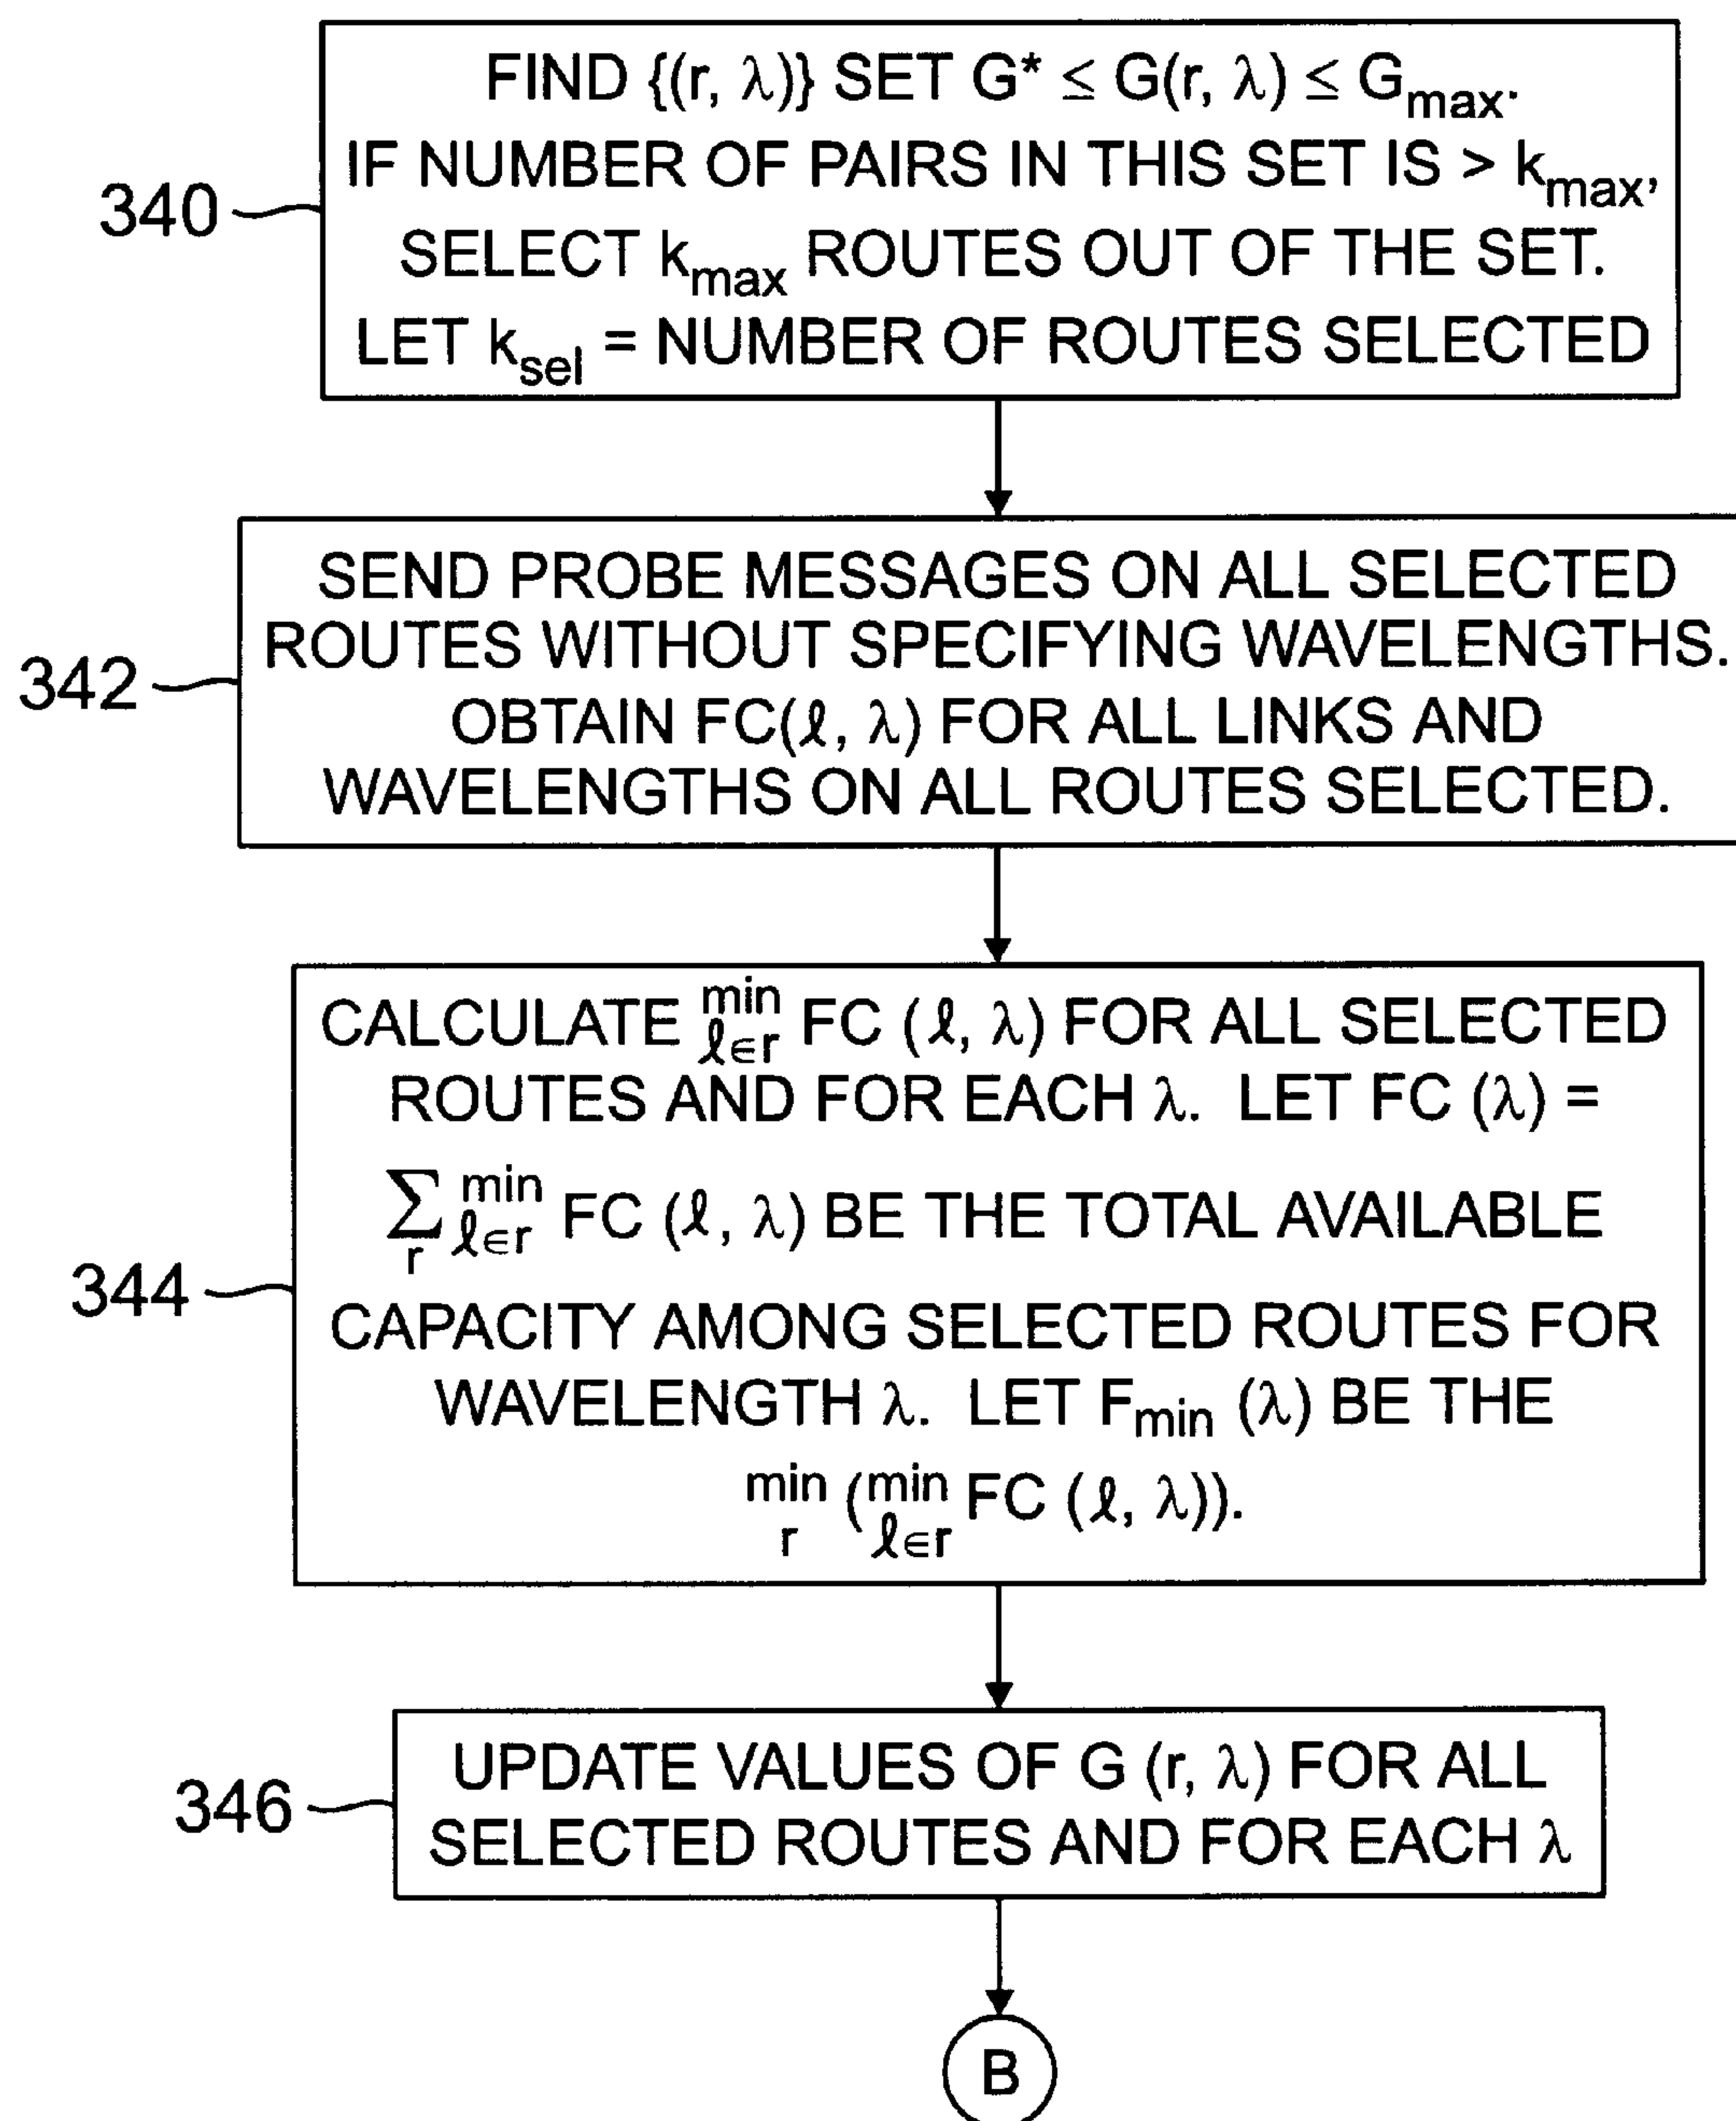 FIND {(r, λ)} SET G* ≤ G(r, λ) ≤ Gmax.
IF NUMBER OF PAIRS IN THIS SET IS > kmax,
340
SELECT kmax ROUTES OUT OF THE SET.
LET ksel = NUMBER OF ROUTES SELECTED
SEND PROBE MESSAGES ON ALL SELECTED
ROUTES WITHOUT SPECIFYING WAVELENGTHS.
342
OBTAIN FC(ℓ, λ) FOR ALL LINKS AND
WAVELENGTHS ON ALL ROUTES SELECTED.
CALCULATE min ℓ∈r FC (ℓ, λ) FOR ALL SELECTED
ROUTES AND FOR EACH λ. LET FC (λ) =
∑ r min ℓ∈r FC (ℓ, λ) BE THE TOTAL AVAILABLE
344
CAPACITY AMONG SELECTED ROUTES FOR
WAVELENGTH λ. LET Fmin (λ) BE THE
min r (min ℓ∈r FC (ℓ, λ)).
UPDATE VALUES OF G (r, λ) FOR ALL
346
SELECTED ROUTES AND FOR EACH λ
B